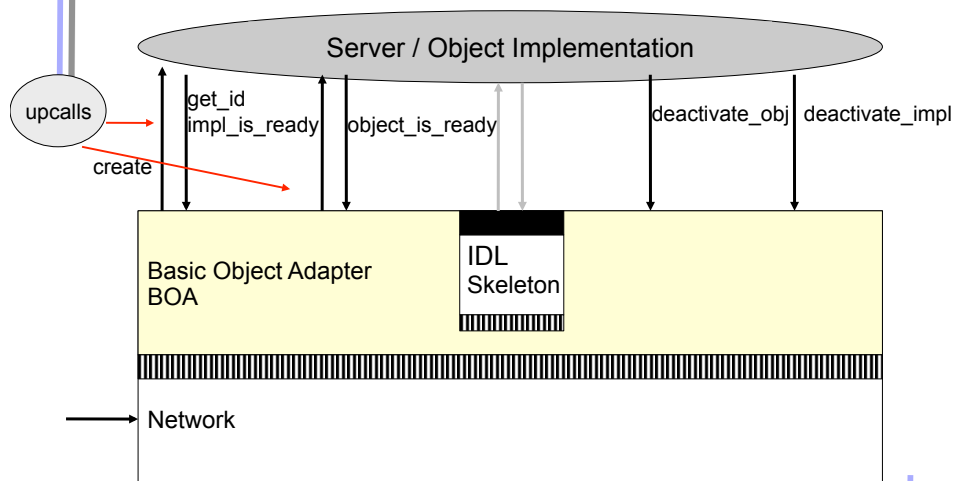 Server / Object Implementation
upcalls
get_id
impl_is_ready
object_is_ready
deactivate_obj
deactivate_impl
create
IDL
Skeleton
Basic Object Adapter
BOA
Network